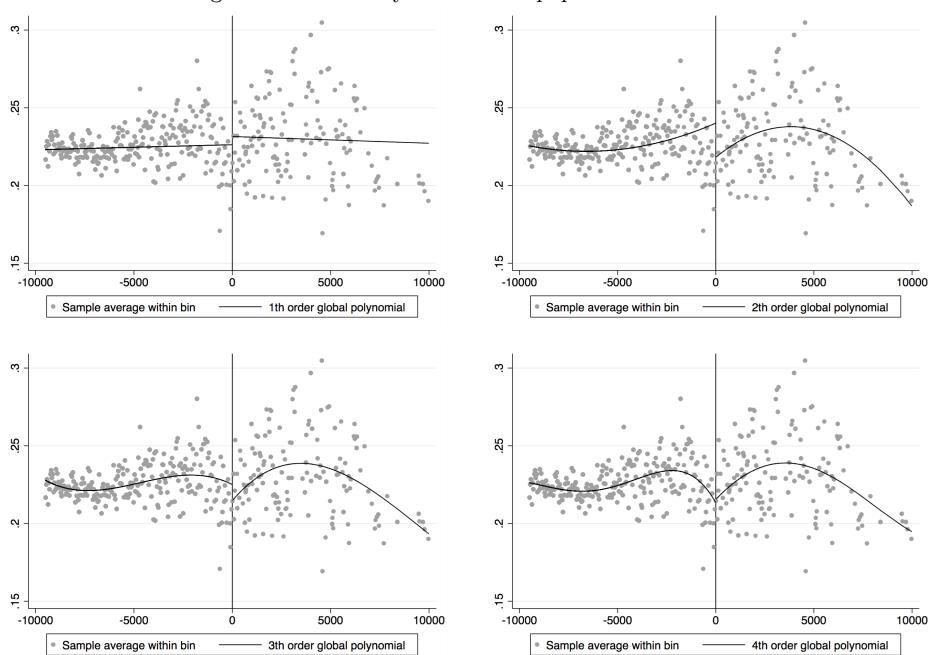 .3
.25
.2
.15
-10000 -5000 0 5000 10000
Sample average within bin 1th order global polynomial
.3
.25
.2
.15
-10000 -5000 0 5000 10000
Sample average within bin 2th order global polynomial
.3
.25
.2
.15
-10000 -5000 0 5000 10000
Sample average within bin 3th order global polynomial
.3
.25
.2
.15
-10000 -5000 0 5000 10000
Sample average within bin 4th order global polynomial